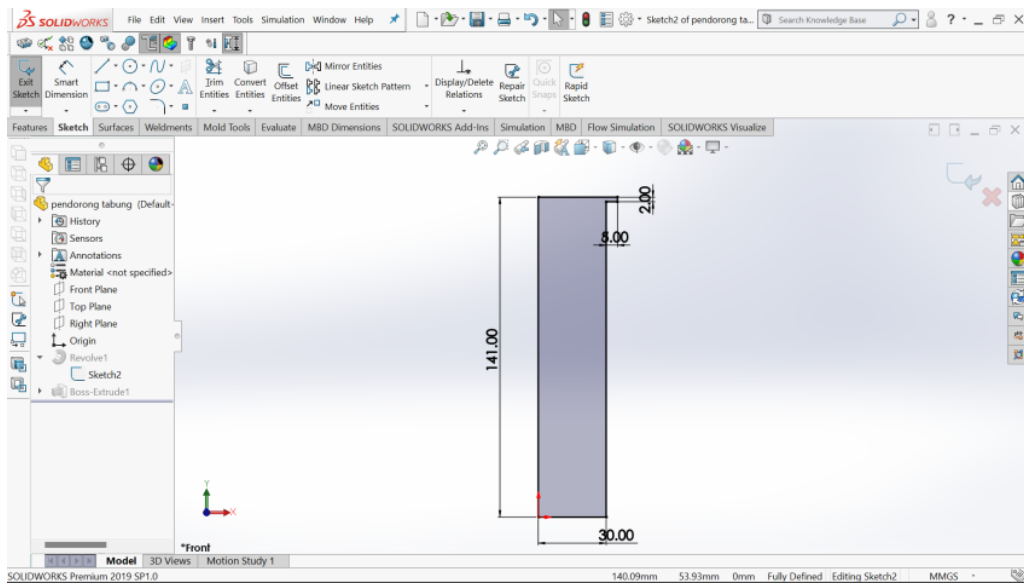 SOLIDWORKS File Edit View Insert Tools Simulation Window Help Sketch2 of pendorong ta... Search Knowledge Base
Exit Sketch
Smart Dimension
Trim Entities
Convert Entities
Offset Entities
Mirror Entities
Linear Sketch Pattern
Move Entities
Display/Delete Relations
Repair Sketch
Quick Snaps
Rapid Sketch
Features Sketch Surfaces Weldments Mold Tools Evaluate MBD Dimensions SOLIDWORKS Add-Ins Simulation MBD Flow Simulation SOLIDWORKS Visualize
pendorong tabung (Default-
History
Sensors
Annotations
Material <not specified>
Front Plane
Top Plane
Right Plane
Origin
Revolve1
Sketch2
Boss-Extrude1
2.00
5.00
141.00
30.00
Y
X
*Front
Model 3D Views Motion Study 1
SOLIDWORKS Premium 2019 SP1.0 140.09mm 53.93mm 0mm Fully Defined Editing Sketch2 MMGS